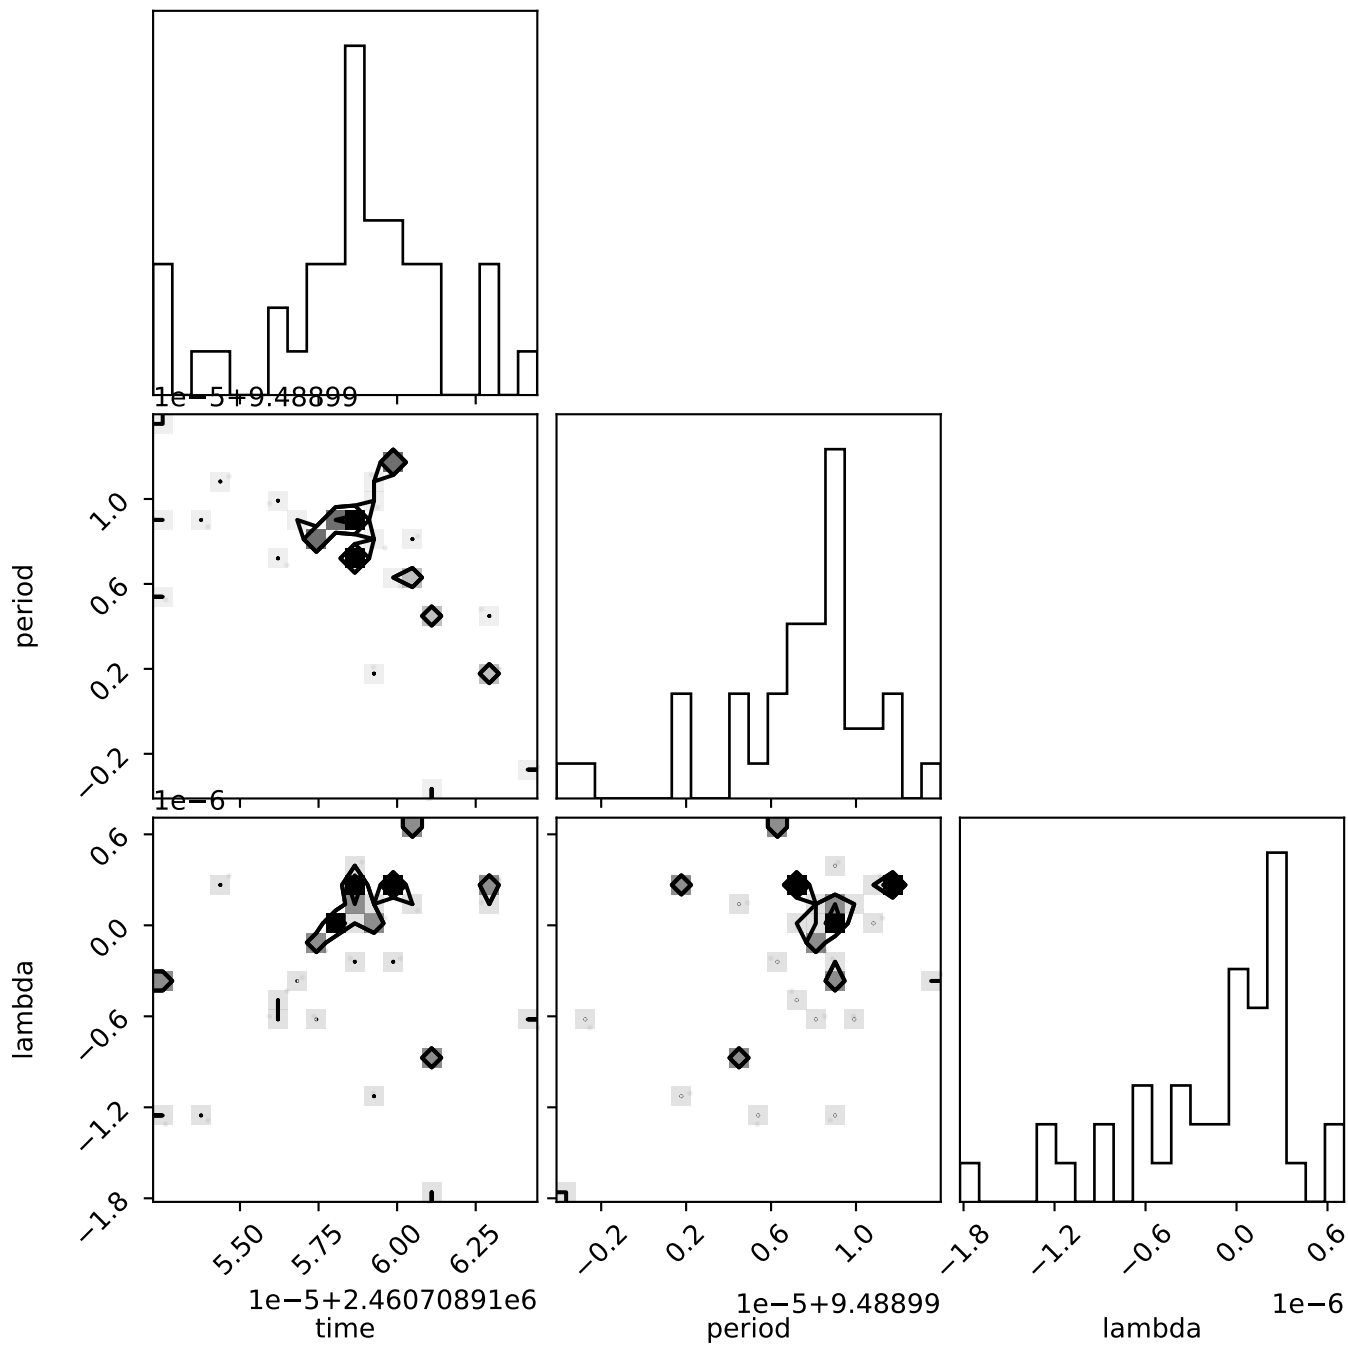 1e−5+9.48899
1.0
0.6
0.2
−0.2
period
1e−6
0.6
0.0
−0.6
−1.2
−1.8
lambda
5.50 5.75 6.00 6.25
−0.2 0.2 0.6 1.0
−1.8 −1.2 −0.6 0.0 0.6
1e−5+2.46070891e6
1e−5+9.48899
1e−6
time
period
lambda